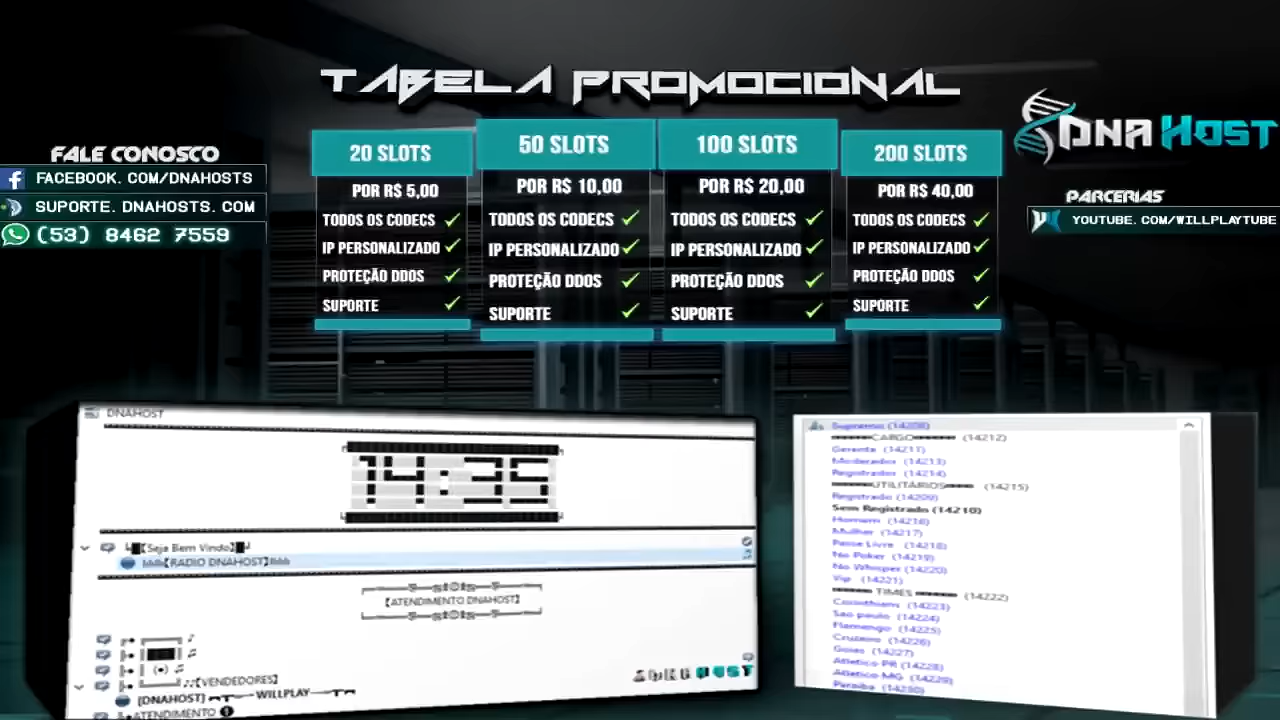 TABELA PROMOCIONAL
FALE CONOSCO
FACEBOOK. COM/DNAHOSTS
SUPORTE. DNAHOSTS. COM
(53) 8462 7559
20 SLOTS
POR R$ 5,00
TODOS OS CODECS
IP PERSONALIZADO
PROTEÇÃO DDOS
SUPORTE
50 SLOTS
POR R$ 10,00
TODOS OS CODECS
IP PERSONALIZADO
PROTEÇÃO DDOS
SUPORTE
100 SLOTS
POR R$ 20,00
TODOS OS CODECS
IP PERSONALIZADO
PROTEÇÃO DDOS
SUPORTE
200 SLOTS
POR R$ 40,00
TODOS OS CODECS
IP PERSONALIZADO
PROTEÇÃO DDOS
SUPORTE
DNA HOST
PARCERIAS
YOUTUBE. COM/WILLPLAYTUBE
DNAHOST
14:35
【Seja Bem Vindo】
【RADIO DNAHOST】
【ATENDIMENTO DNAHOST】
【VENDEDORES】
[DNAHOST] WILLPLAY
ATENDIMENTO
Supremo (14208)
CARGO (14212)
Gerente (14211)
Moderador (14213)
Registrador (14214)
UTILITÁRIOS (14215)
Registrado (14209)
Sem Registrado (14210)
Homem (14216)
Mulher (14217)
Passe Livre (14218)
No Poker (14219)
No Whisper (14220)
Vip (14221)
TIMES (14222)
Corinthians (14223)
Sao paulo (14224)
Flamengo (14225)
Cruzeiro (14226)
Goias (14227)
Atletico PR (14228)
Atletico MG (14229)
Paraiba (14230)